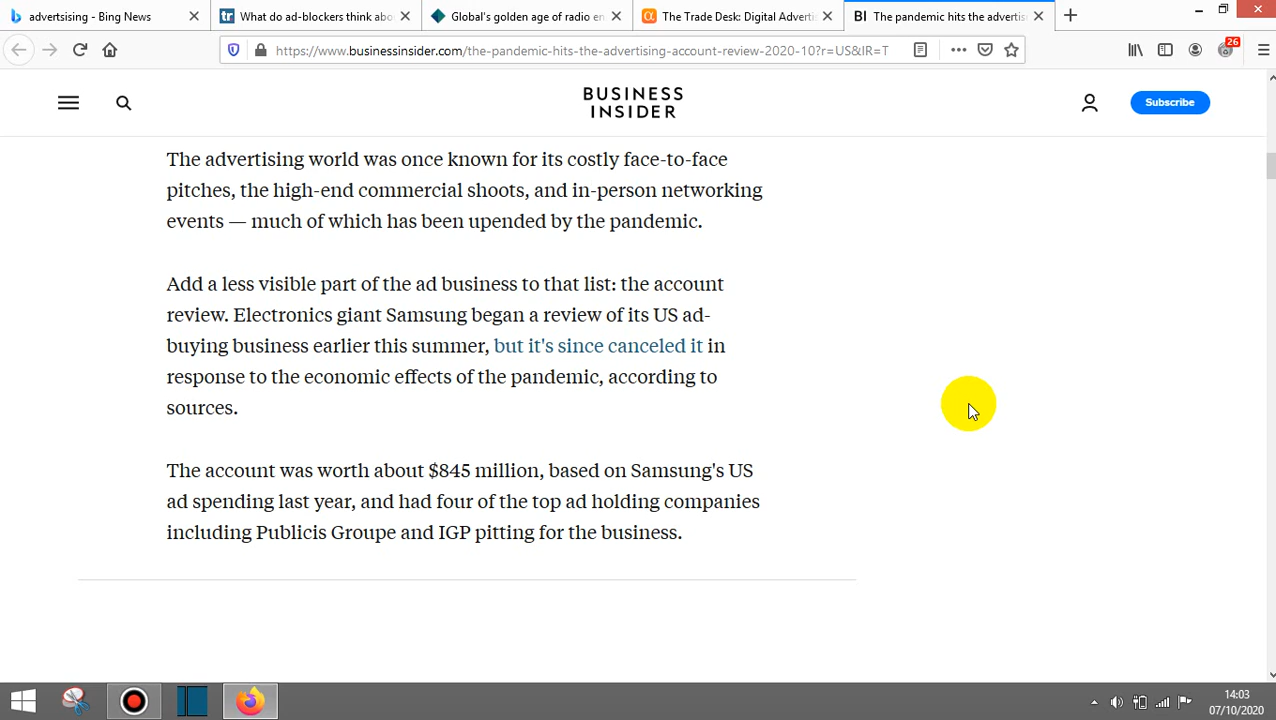 advertising - Bing News
What do ad-blockers think abo
Global's golden age of radio en
The Trade Desk: Digital Adverti
BI The pandemic hits the advertis
https://www.businessinsider.com/the-pandemic-hits-the-advertising-account-review-2020-10?r=US&IR=T
26
BUSINESS
INSIDER
Subscribe
The advertising world was once known for its costly face-to-face
pitches, the high-end commercial shoots, and in-person networking
events — much of which has been upended by the pandemic.
Add a less visible part of the ad business to that list: the account
review. Electronics giant Samsung began a review of its US ad-
buying business earlier this summer, but it's since canceled it in
response to the economic effects of the pandemic, according to
sources.
The account was worth about $845 million, based on Samsung's US
ad spending last year, and had four of the top ad holding companies
including Publicis Groupe and IGP pitting for the business.
14:03
07/10/2020